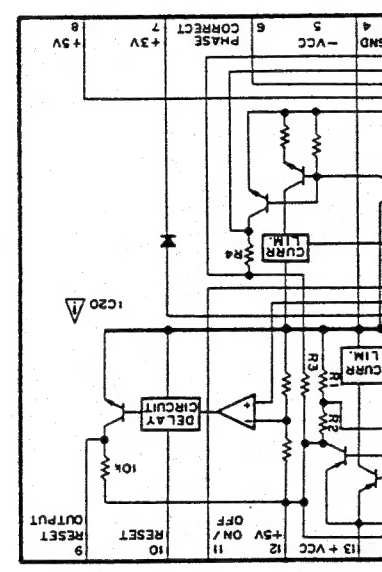 8
+5V
7
+3V
6
PHASE
CORRECT
5
-VCC
4
GND
CURR
LIM.
R4
IC20
R3
R1
R2
CURR
LIM.
DELAY
CIRCUIT
+
-
10k
9
RESET
OUTPUT
10
RESET
11
ON/
OFF
12
+5V
13 + VCC